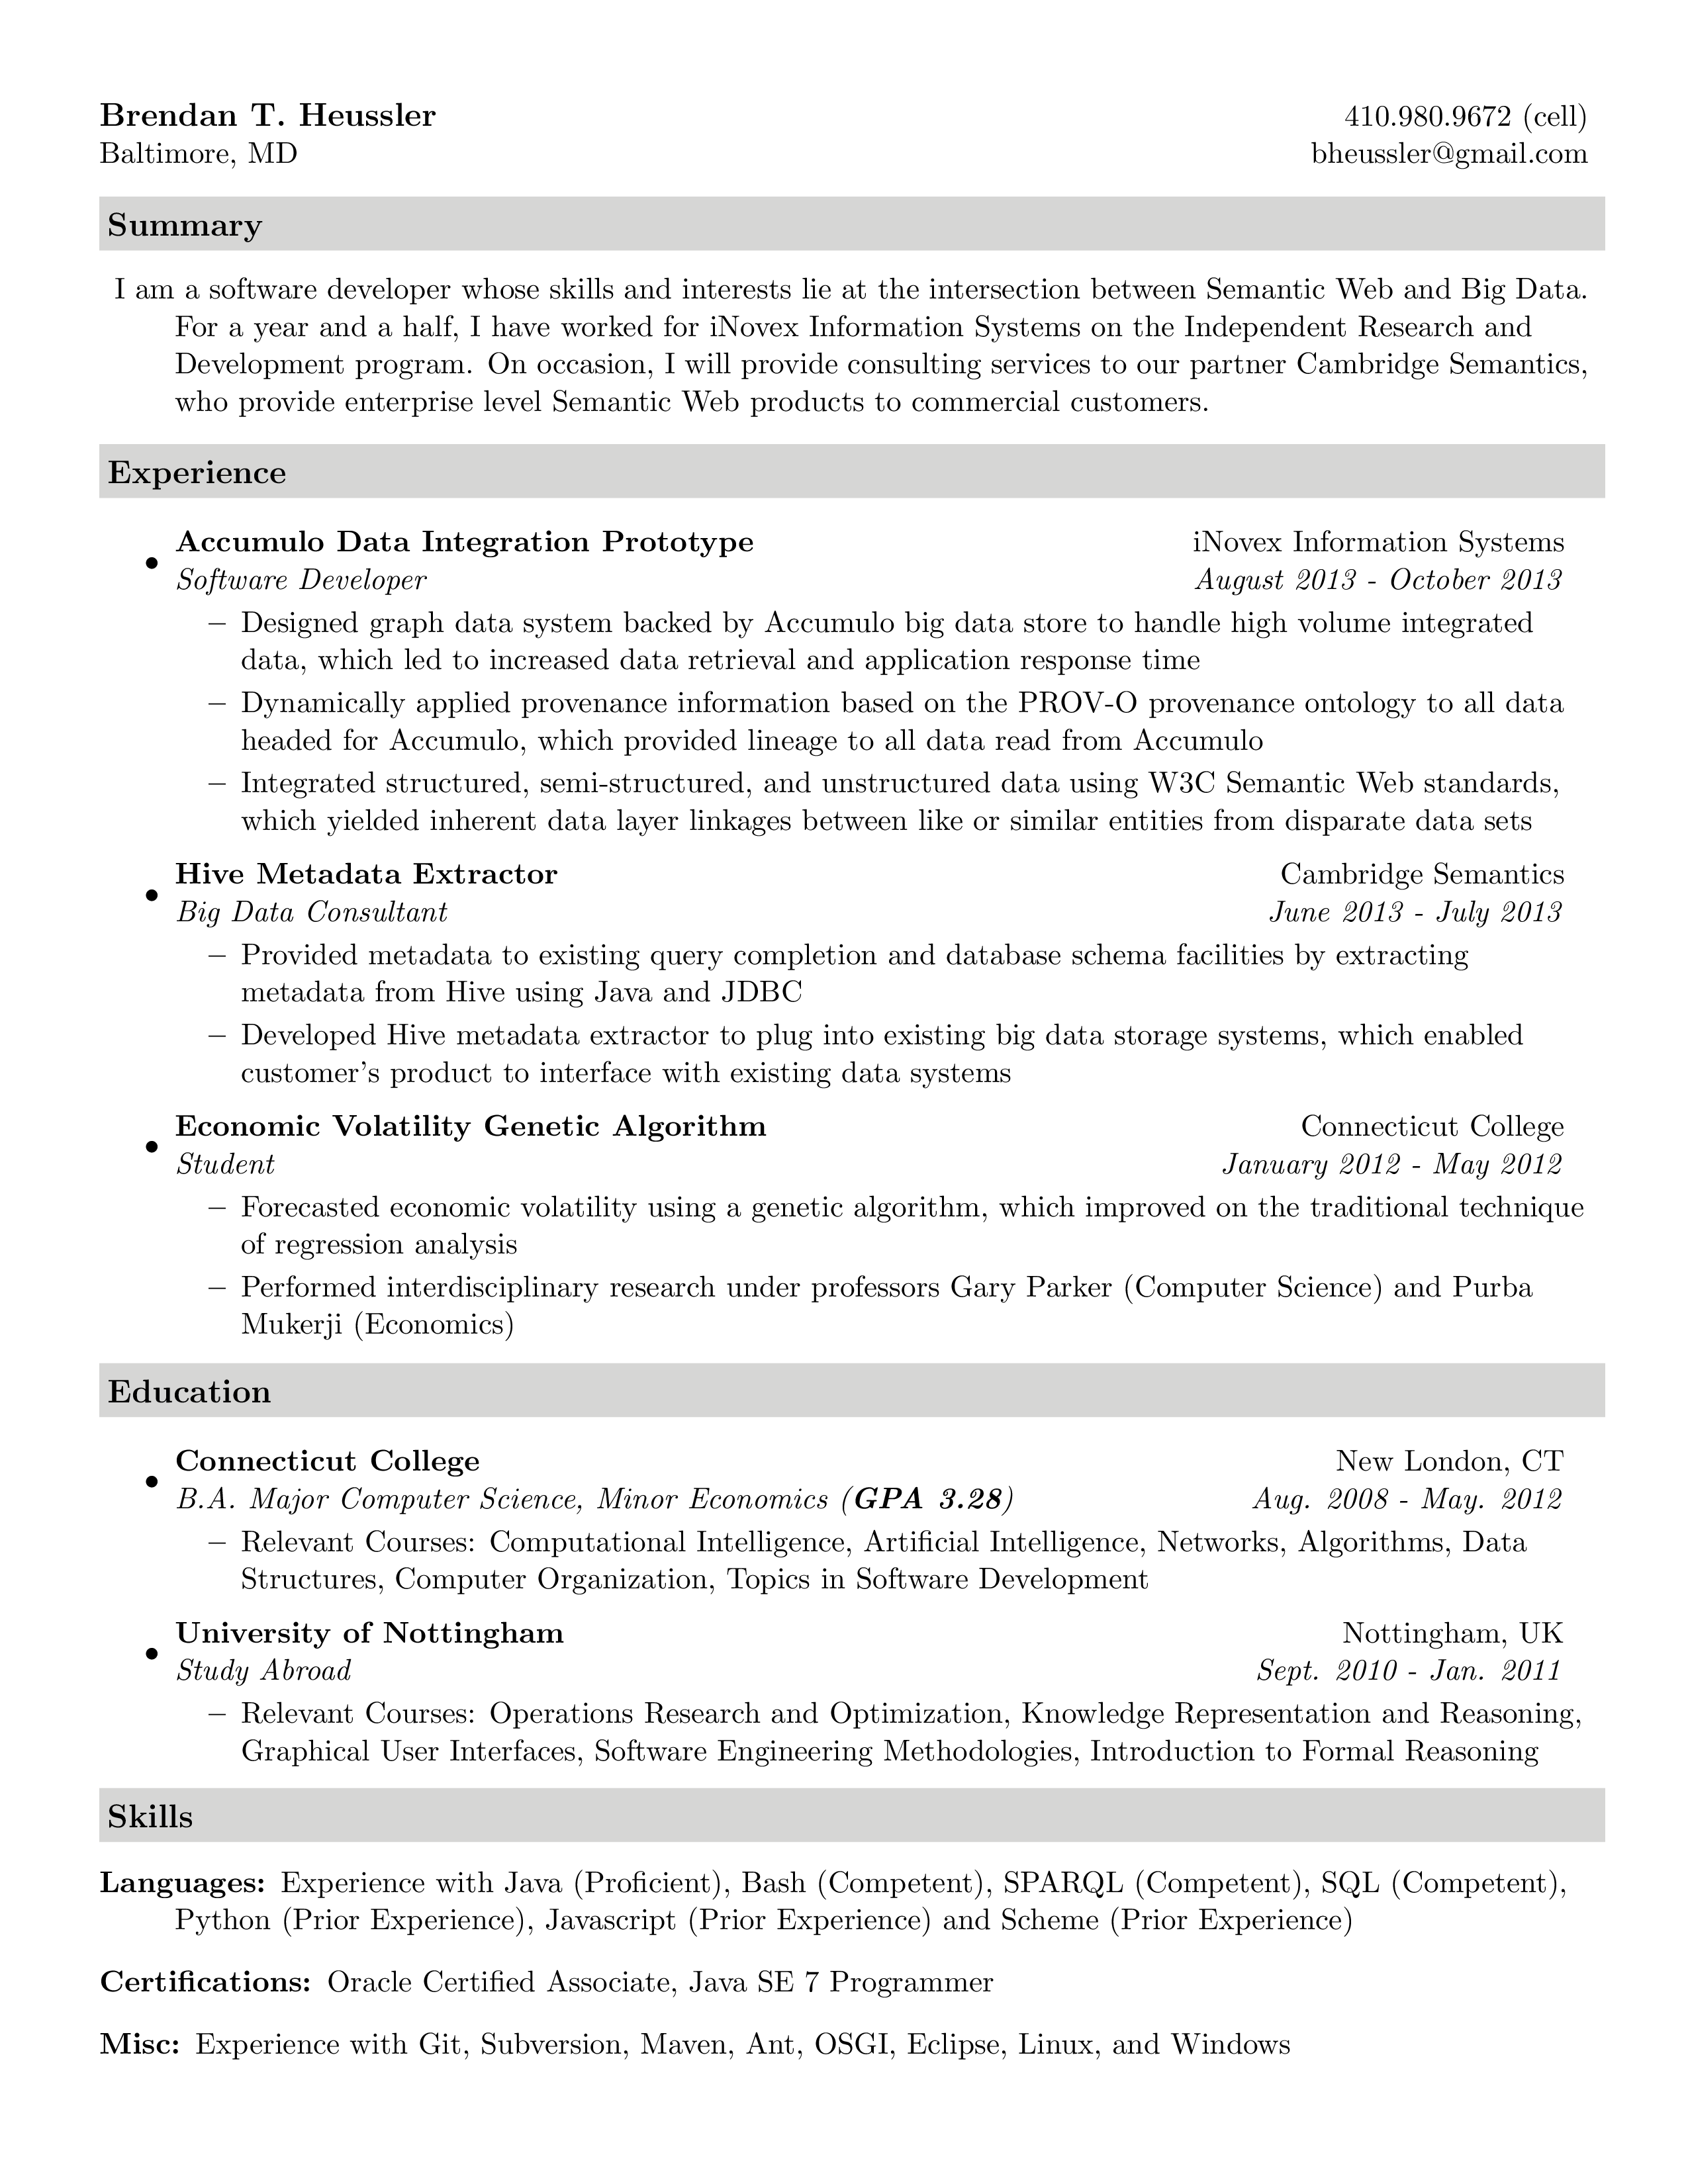 Brendan T. Heussler 410.980.9672 (cell)
Baltimore, MD bheussler@gmail.com
Summary
I am a software developer whose skills and interests lie at the intersection between Semantic Web and Big Data.
For a year and a half, I have worked for iNovex Information Systems on the Independent Research and
Development program. On occasion, I will provide consulting services to our partner Cambridge Semantics,
who provide enterprise level Semantic Web products to commercial customers.
Experience
• Accumulo Data Integration Prototype iNovex Information Systems
Software Developer August 2013 - October 2013
– Designed graph data system backed by Accumulo big data store to handle high volume integrated
data, which led to increased data retrieval and application response time
– Dynamically applied provenance information based on the PROV-O provenance ontology to all data
headed for Accumulo, which provided lineage to all data read from Accumulo
– Integrated structured, semi-structured, and unstructured data using W3C Semantic Web standards,
which yielded inherent data layer linkages between like or similar entities from disparate data sets
• Hive Metadata Extractor Cambridge Semantics
Big Data Consultant June 2013 - July 2013
– Provided metadata to existing query completion and database schema facilities by extracting
metadata from Hive using Java and JDBC
– Developed Hive metadata extractor to plug into existing big data storage systems, which enabled
customer's product to interface with existing data systems
• Economic Volatility Genetic Algorithm Connecticut College
Student January 2012 - May 2012
– Forecasted economic volatility using a genetic algorithm, which improved on the traditional technique
of regression analysis
– Performed interdisciplinary research under professors Gary Parker (Computer Science) and Purba
Mukerji (Economics)
Education
• Connecticut College New London, CT
B.A. Major Computer Science, Minor Economics (GPA 3.28) Aug. 2008 - May. 2012
– Relevant Courses: Computational Intelligence, Artificial Intelligence, Networks, Algorithms, Data
Structures, Computer Organization, Topics in Software Development
• University of Nottingham Nottingham, UK
Study Abroad Sept. 2010 - Jan. 2011
– Relevant Courses: Operations Research and Optimization, Knowledge Representation and Reasoning,
Graphical User Interfaces, Software Engineering Methodologies, Introduction to Formal Reasoning
Skills
Languages: Experience with Java (Proficient), Bash (Competent), SPARQL (Competent), SQL (Competent),
Python (Prior Experience), Javascript (Prior Experience) and Scheme (Prior Experience)
Certifications: Oracle Certified Associate, Java SE 7 Programmer
Misc: Experience with Git, Subversion, Maven, Ant, OSGI, Eclipse, Linux, and Windows